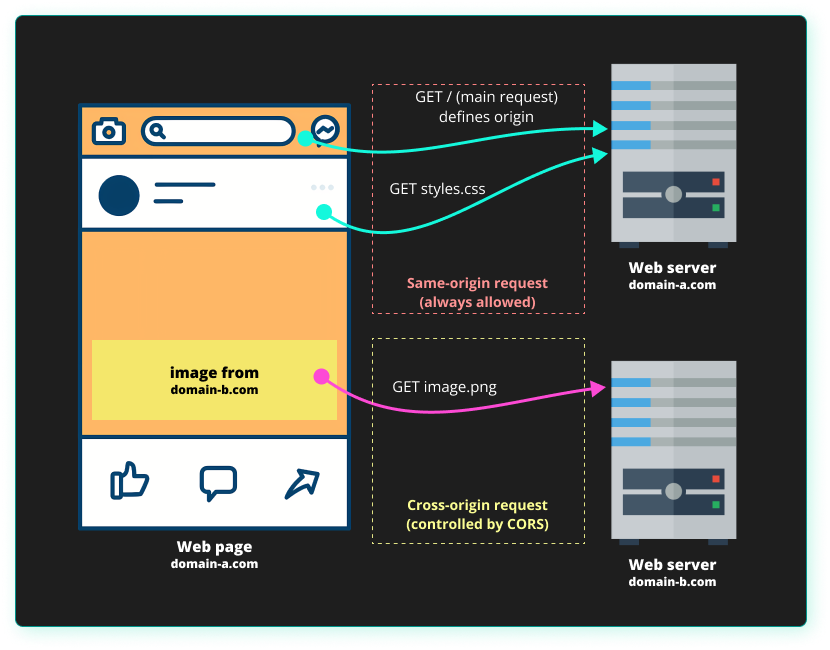 GET / (main request)
defines origin
GET styles.css
Same-origin request
(always allowed)
Web server
domain-a.com
image from
domain-b.com
GET image.png
Cross-origin request
(controlled by CORS)
Web page
domain-a.com
Web server
domain-b.com